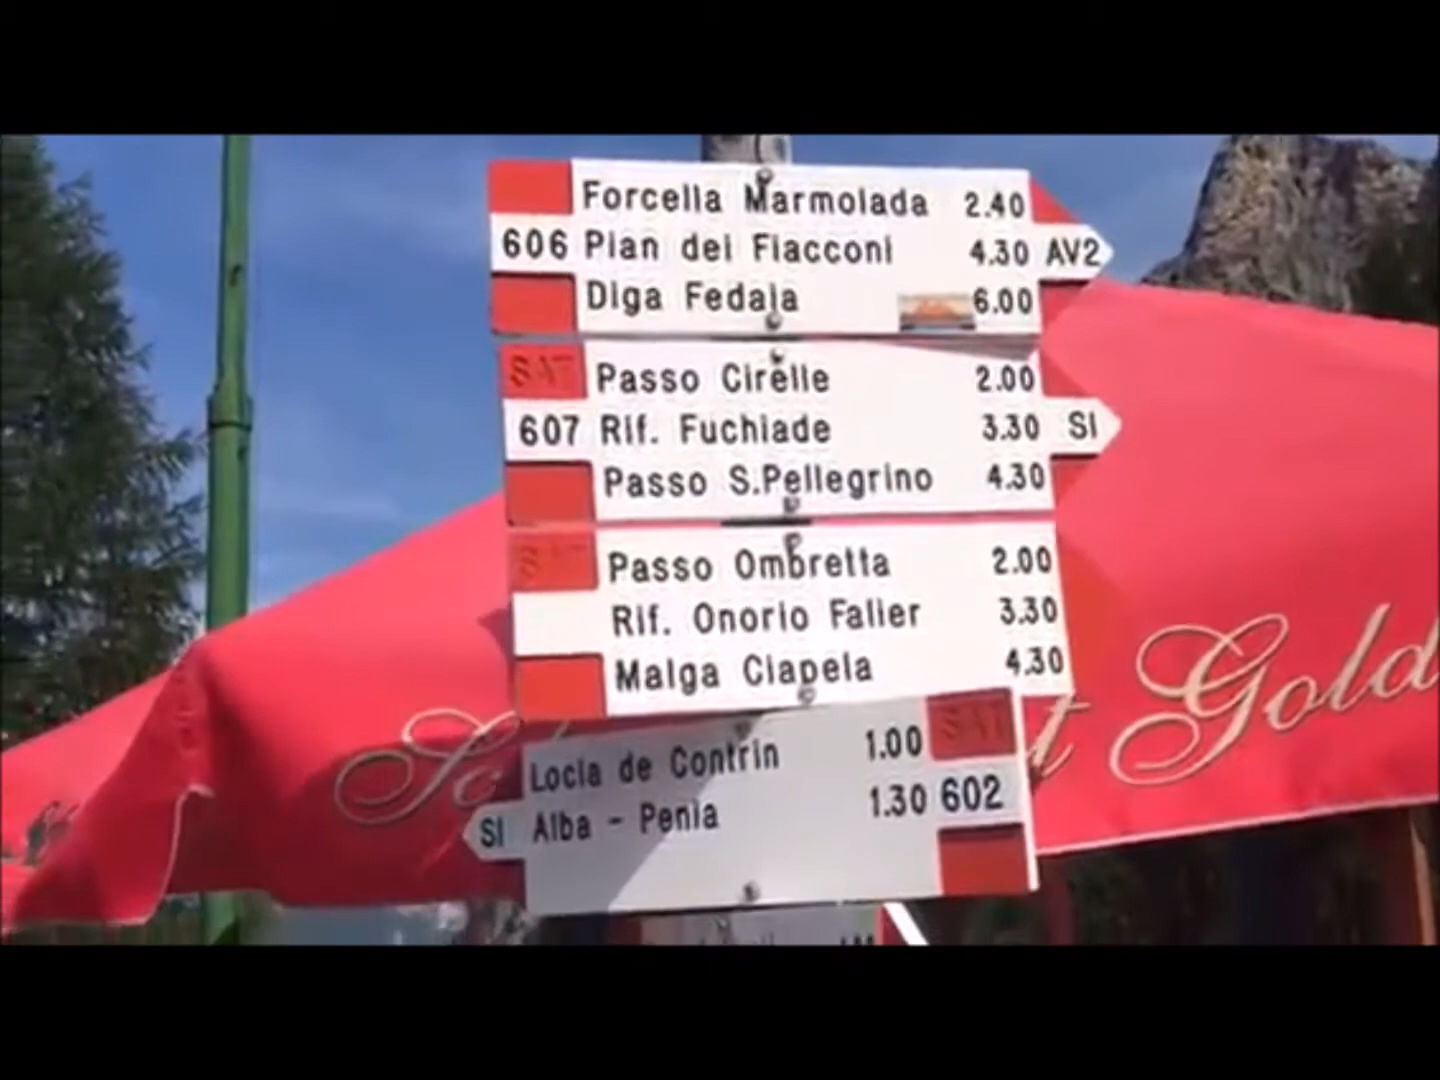 Forcella Marmolada 2.40
606 Pian dei Fiacconi 4.30 AV2
Diga Fedaia 6.00
SAT
Passo Cirelle 2.00
607 Rif. Fuchiade 3.30 SI
Passo S.Pellegrino 4.30
SAT
Passo Ombretta 2.00
Rif. Onorio Falier 3.30
Malga Ciapela 4.30
SAT
Locia de Contrin 1.00
SI Alba - Penia 1.30 602
Gold